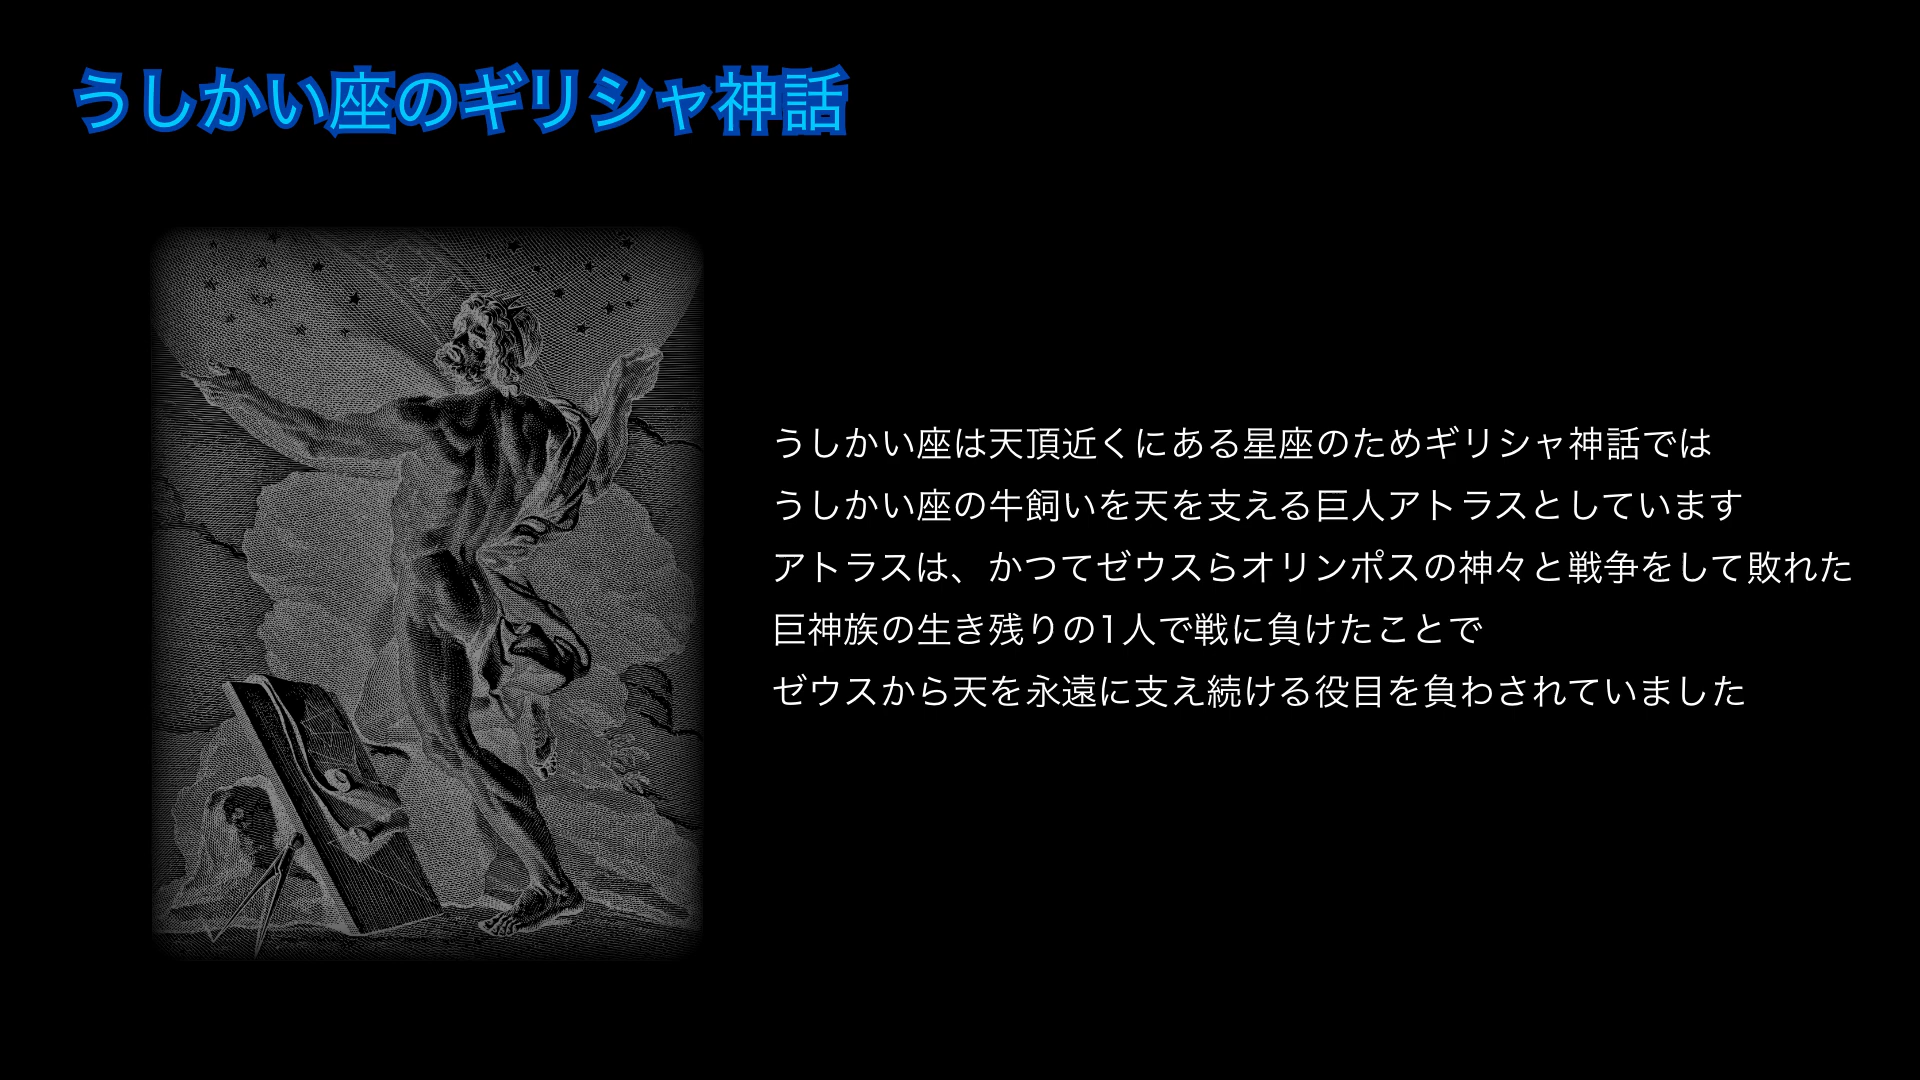 うしかい座のギリシャ神話
うしかい座は天頂近くにある星座のためギリシャ神話では
うしかい座の牛飼いを天を支える巨人アトラスとしています
アトラスは、かつてゼウスらオリンポスの神々と戦争をして敗れた
巨神族の生き残りの1人で戦に負けたことで
ゼウスから天を永遠に支え続ける役目を負わされていました